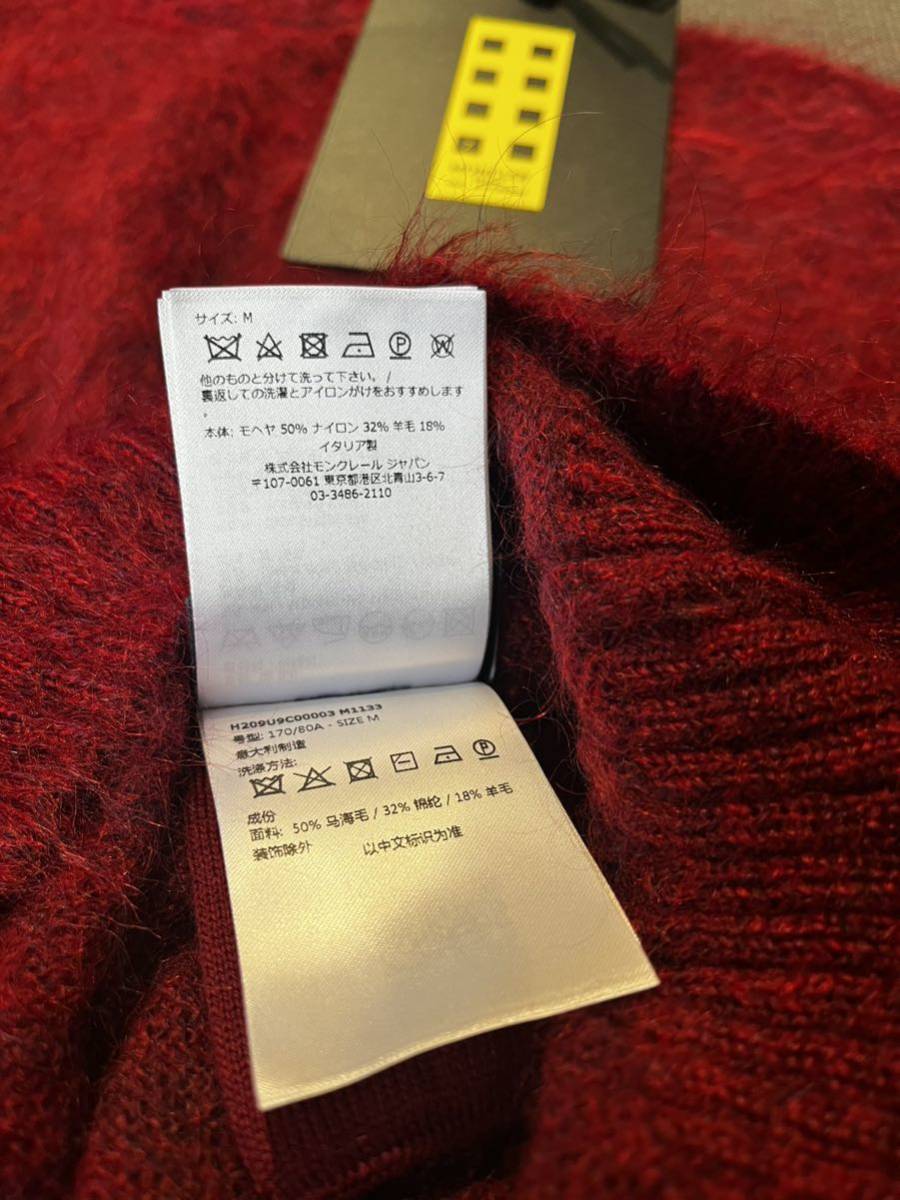 サイズ: M
他のものと分けて洗って下さい。/
裏返しての洗濯とアイロンがけをおすすめします
。
本体: モヘヤ 50% ナイロン 32% 羊毛 18%
イタリア製
株式会社モンクレール ジャパン
〒107-0061 東京都港区北青山3-6-7
03-3486-2110
H209U9C00003 M1133
号型: 170/80A - SIZE M
意大利制造
洗涤方法:
成份
面料: 50% 马海毛 / 32% 锦纶 / 18% 羊毛
装饰除外 以中文标识为准